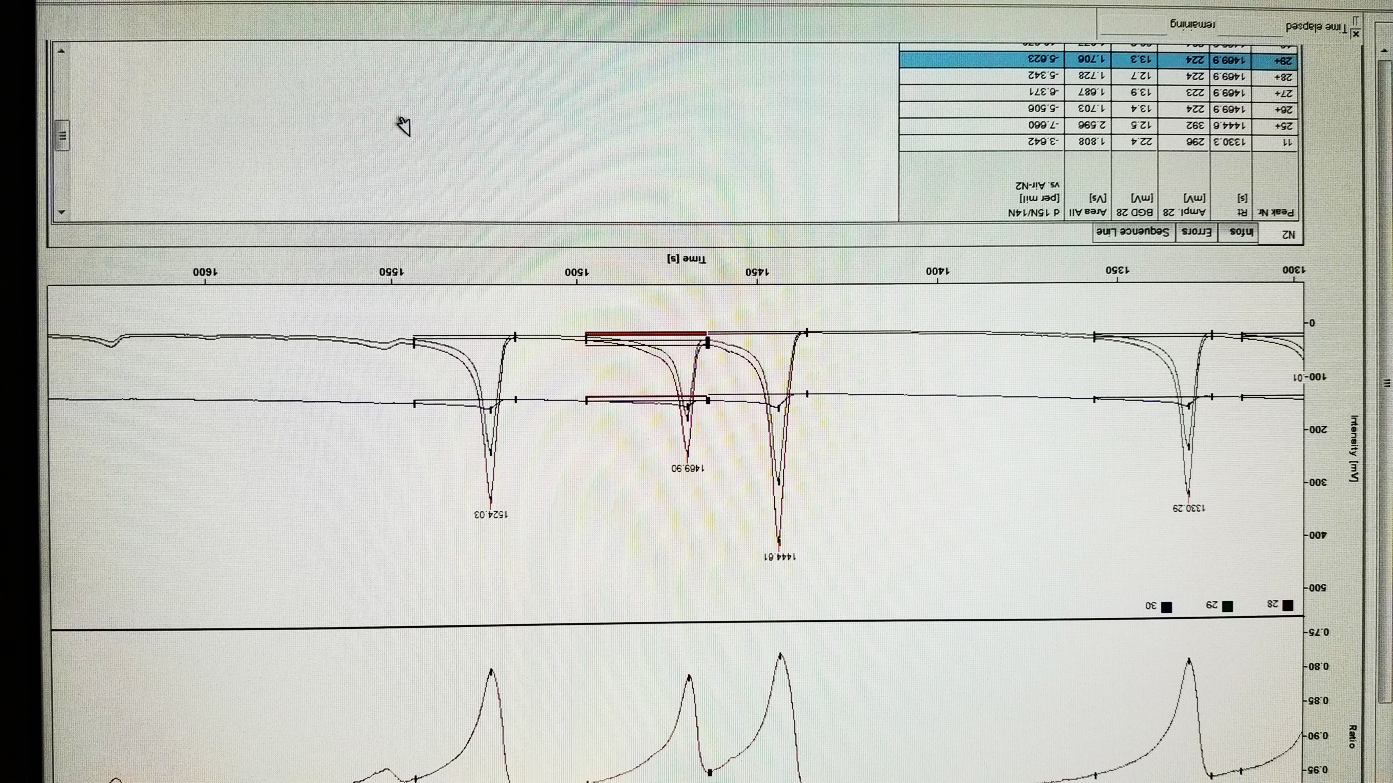 0.95
0.90
Ratio
0.85
0.80
0.75
28 29 30
500
1444.61
400
1330.29
1524.03
Intensity [mV]
300
1469.90
200
100
0
1300 1350 1400 1450 1500 1550 1600
Time [s]
N2 Infos Errors Sequence Line
Peak Nr. Rt Ampl. 28 BGD 28 Area All d 15N/14N
[s] [mV] [mV] [Vs] [per mil]
vs. Air-N2
11 1330.3 296 22.4 1.808 -3.642
25+ 1444.6 392 12.5 2.596 -7.660
26+ 1469.9 224 13.4 1.703 -5.506
27+ 1469.9 223 13.9 1.687 -6.371
28+ 1469.9 224 12.7 1.728 -5.342
29+ 1469.9 224 13.3 1.706 -5.623
Time elapsed remaining